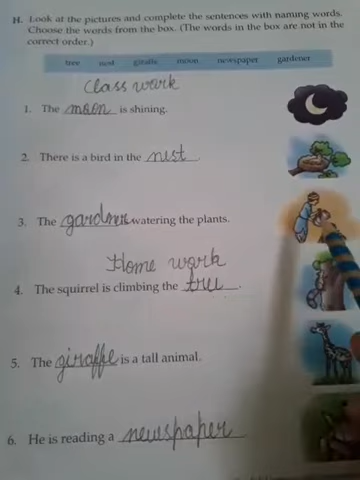 H. Look at the pictures and complete the sentences with naming words.
Choose the words from the box. (The words in the box are not in the
correct order.)
tree nest giraffe moon newspaper gardener
Class work
1. The moon is shining.
2. There is a bird in the nest.
3. The gardner is watering the plants.
Home work
4. The squirrel is climbing the tree.
5. The giraffe is a tall animal.
6. He is reading a newspaper